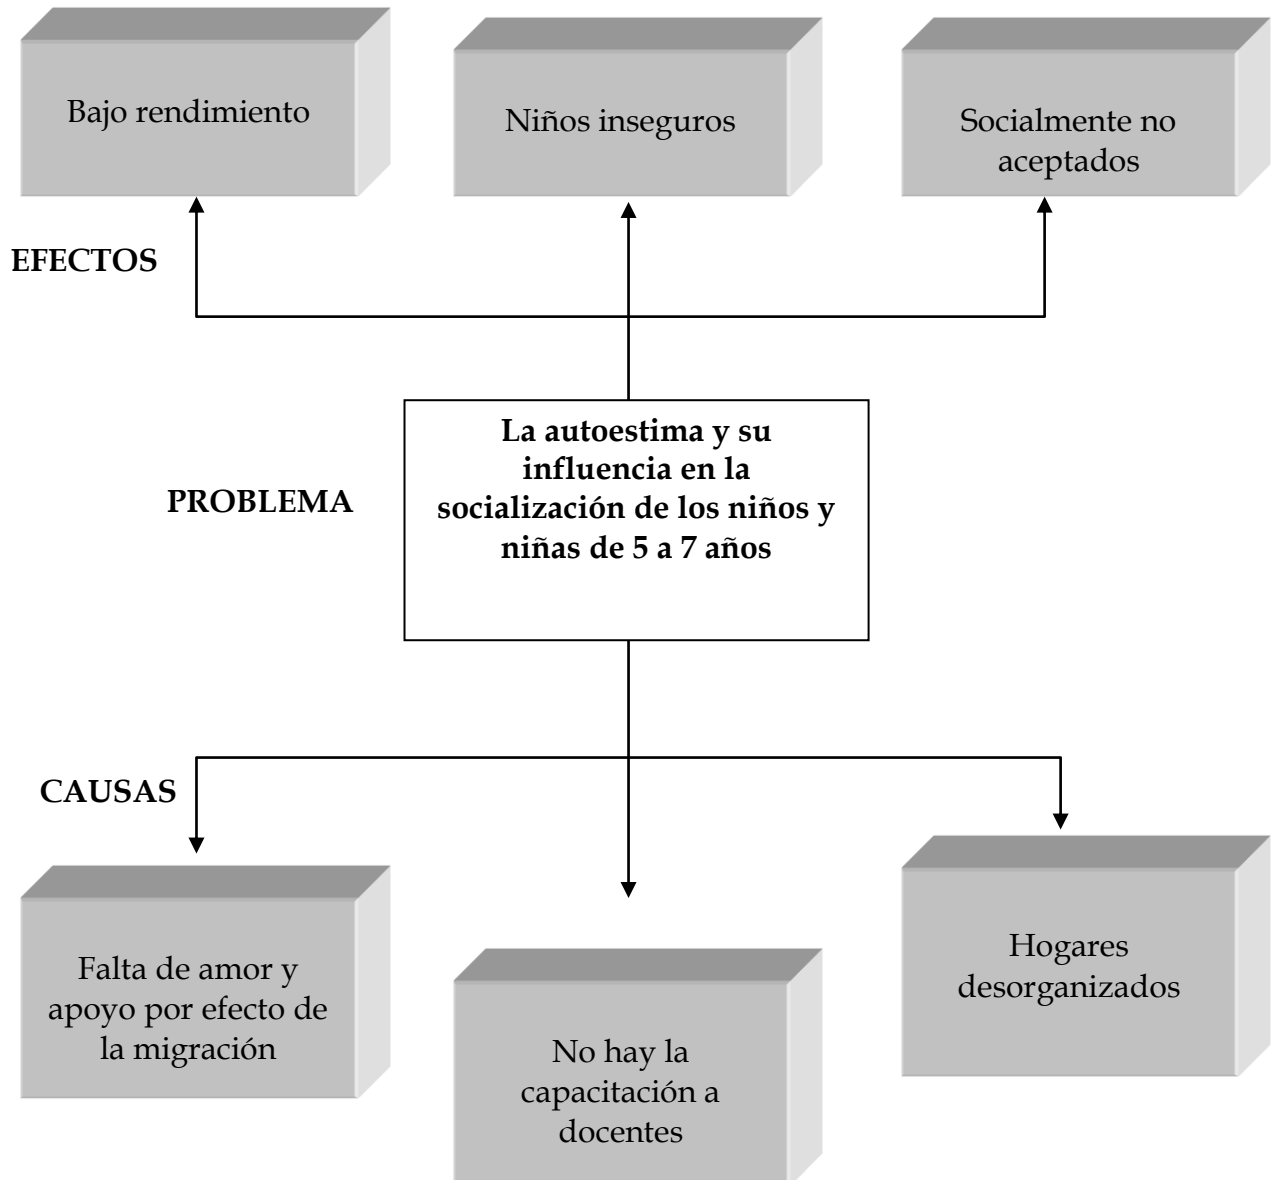 Bajo rendimiento
Niños inseguros
Socialmente no
aceptados
EFECTOS
La autoestima y su
influencia en la
socialización de los niños y
niñas de 5 a 7 años
PROBLEMA
CAUSAS
Falta de amor y
apoyo por efecto de
la migración
No hay la
capacitación a
docentes
Hogares
desorganizados